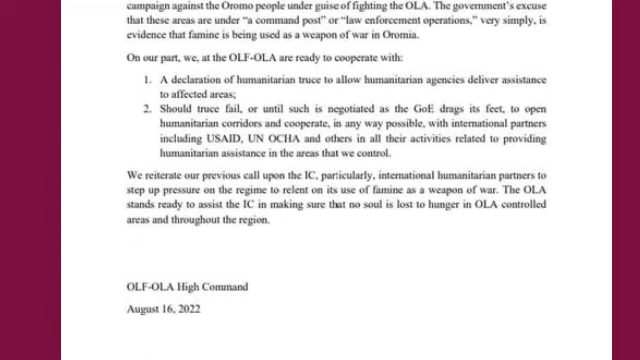 campaign against the Oromo people under guise of fighting the OLA. The government's excuse
that these areas are under "a command post" or "law enforcement operations," very simply, is
evidence that famine is being used as a weapon of war in Oromia.
On our part, we, at the OLF-OLA are ready to cooperate with:
1. A declaration of humanitarian truce to allow humanitarian agencies deliver assistance
to affected areas;
2. Should truce fail, or until such is negotiated as the GoE drags its feet, to open
humanitarian corridors and cooperate, in any way possible, with international partners
including USAID, UN OCHA and others in all their activities related to providing
humanitarian assistance in the areas that we control.
We reiterate our previous call upon the IC, particularly, international humanitarian partners to
step up pressure on the regime to relent on its use of famine as a weapon of war. The OLA
stands ready to assist the IC in making sure that no soul is lost to hunger in OLA controlled
areas and throughout the region.
OLF-OLA High Command
August 16, 2022